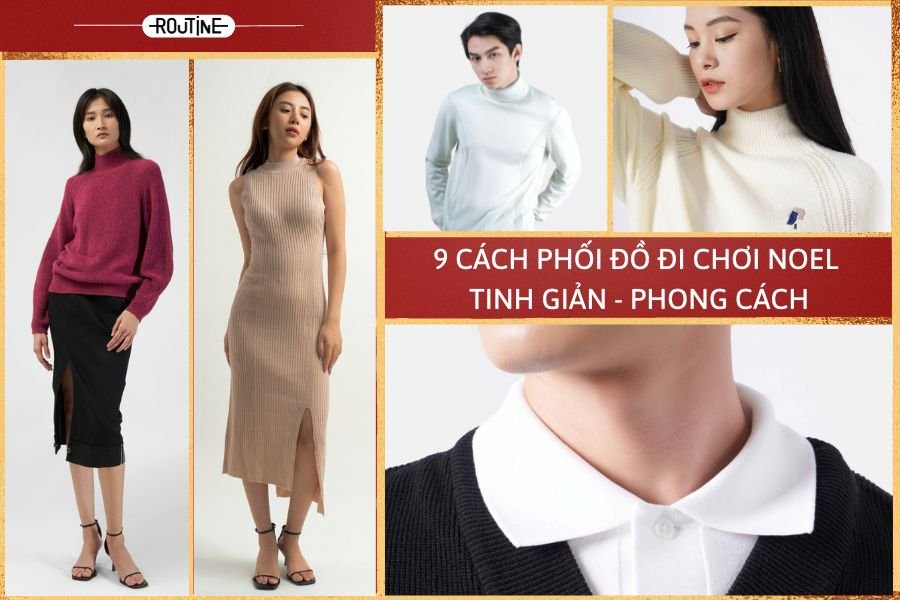 ROUTINE
9 CÁCH PHỐI ĐỒ ĐI CHƠI NOEL
TINH GIẢN - PHONG CÁCH